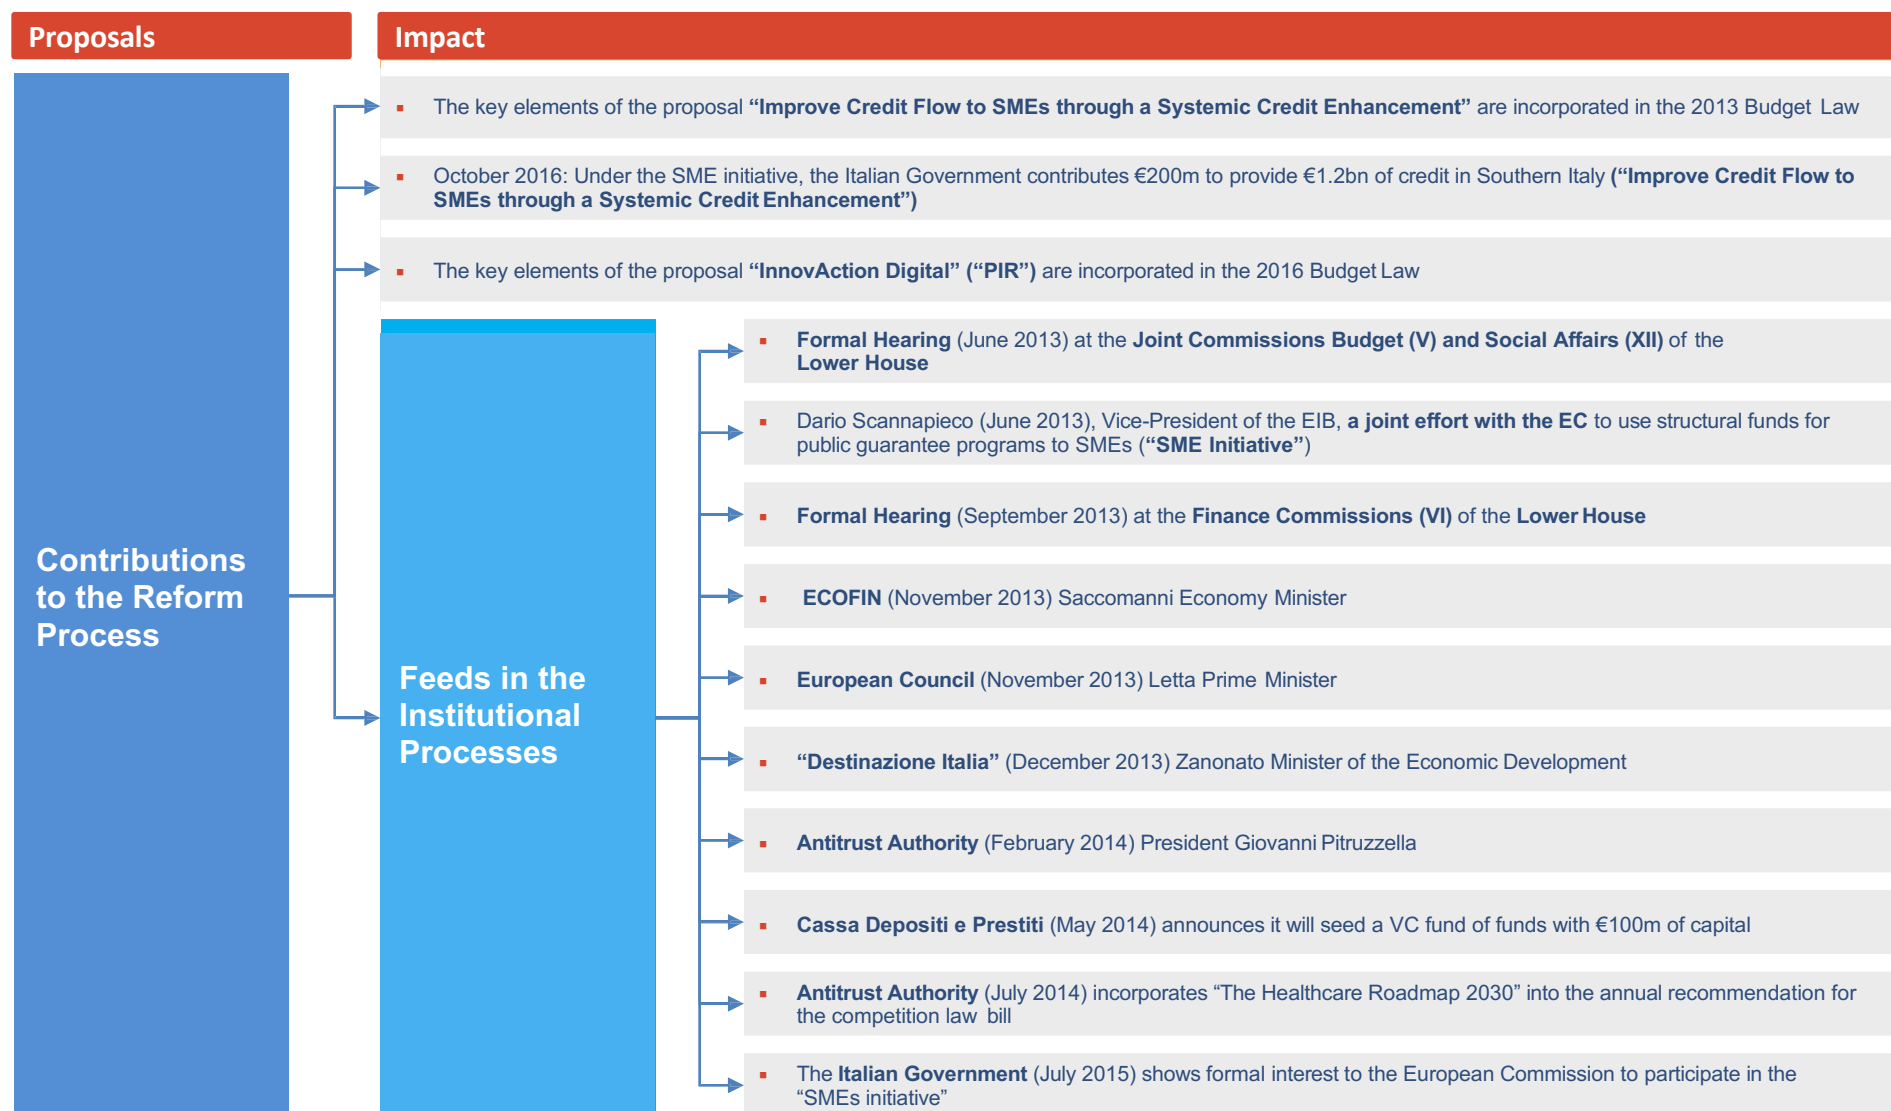 Proposals
Impact
Contributions
to the Reform
Process
▪ The key elements of the proposal “Improve Credit Flow to SMEs through a Systemic Credit Enhancement” are incorporated in the 2013 Budget Law
▪ October 2016: Under the SME initiative, the Italian Government contributes €200m to provide €1.2bn of credit in Southern Italy (“Improve Credit Flow to
SMEs through a Systemic Credit Enhancement”)
▪ The key elements of the proposal “InnovAction Digital” (“PIR”) are incorporated in the 2016 Budget Law
Feeds in the
Institutional
Processes
▪ Formal Hearing (June 2013) at the Joint Commissions Budget (V) and Social Affairs (XII) of the
Lower House
▪ Dario Scannapieco (June 2013), Vice-President of the EIB, a joint effort with the EC to use structural funds for
public guarantee programs to SMEs (“SME Initiative”)
▪ Formal Hearing (September 2013) at the Finance Commissions (VI) of the Lower House
▪ ECOFIN (November 2013) Saccomanni Economy Minister
▪ European Council (November 2013) Letta Prime Minister
▪ “Destinazione Italia” (December 2013) Zanonato Minister of the Economic Development
▪ Antitrust Authority (February 2014) President Giovanni Pitruzzella
▪ Cassa Depositi e Prestiti (May 2014) announces it will seed a VC fund of funds with €100m of capital
▪ Antitrust Authority (July 2014) incorporates “The Healthcare Roadmap 2030” into the annual recommendation for
the competition law bill
▪ The Italian Government (July 2015) shows formal interest to the European Commission to participate in the
“SMEs initiative”